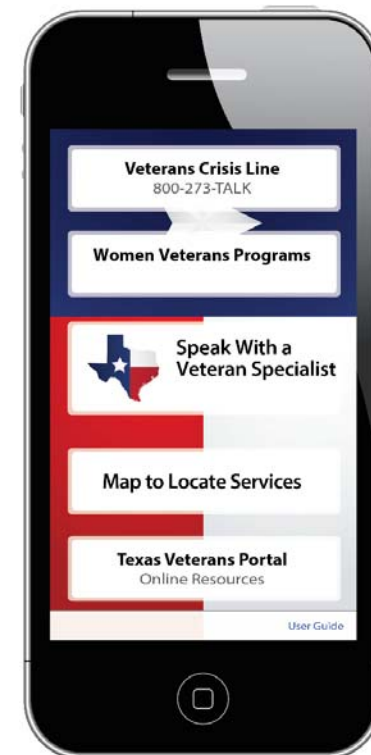 Veterans Crisis Line
800-273-TALK
Women Veterans Programs
Speak With a
Veteran Specialist
Map to Locate Services
Texas Veterans Portal
Online Resources
User Guide